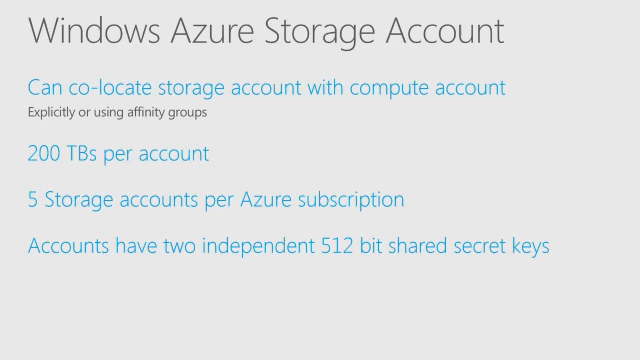 Windows Azure Storage Account
Can co-locate storage account with compute account
Explicitly or using affinity groups
200 TBs per account
5 Storage accounts per Azure subscription
Accounts have two independent 512 bit shared secret keys